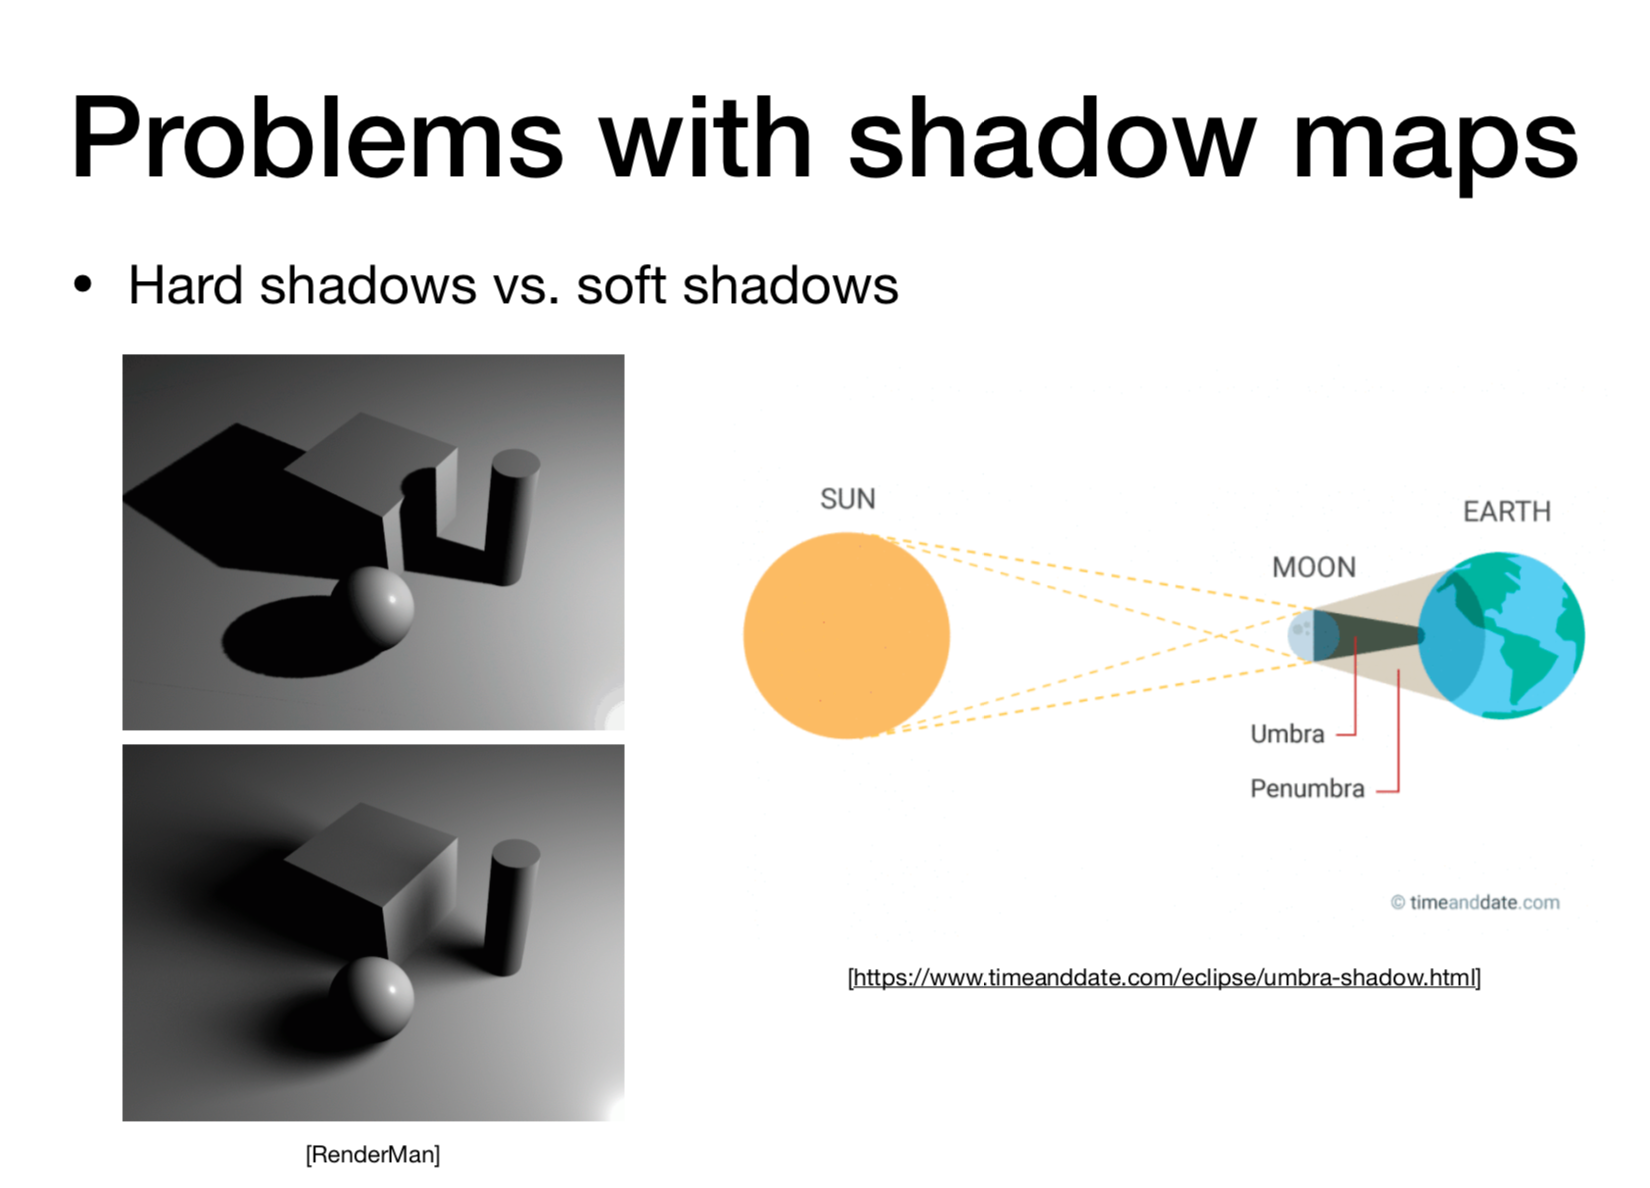 Problems with shadow maps
• Hard shadows vs. soft shadows
SUN
EARTH
MOON
Umbra
Penumbra
© timeanddate.com
[https://www.timeanddate.com/eclipse/umbra-shadow.html]
[RenderMan]